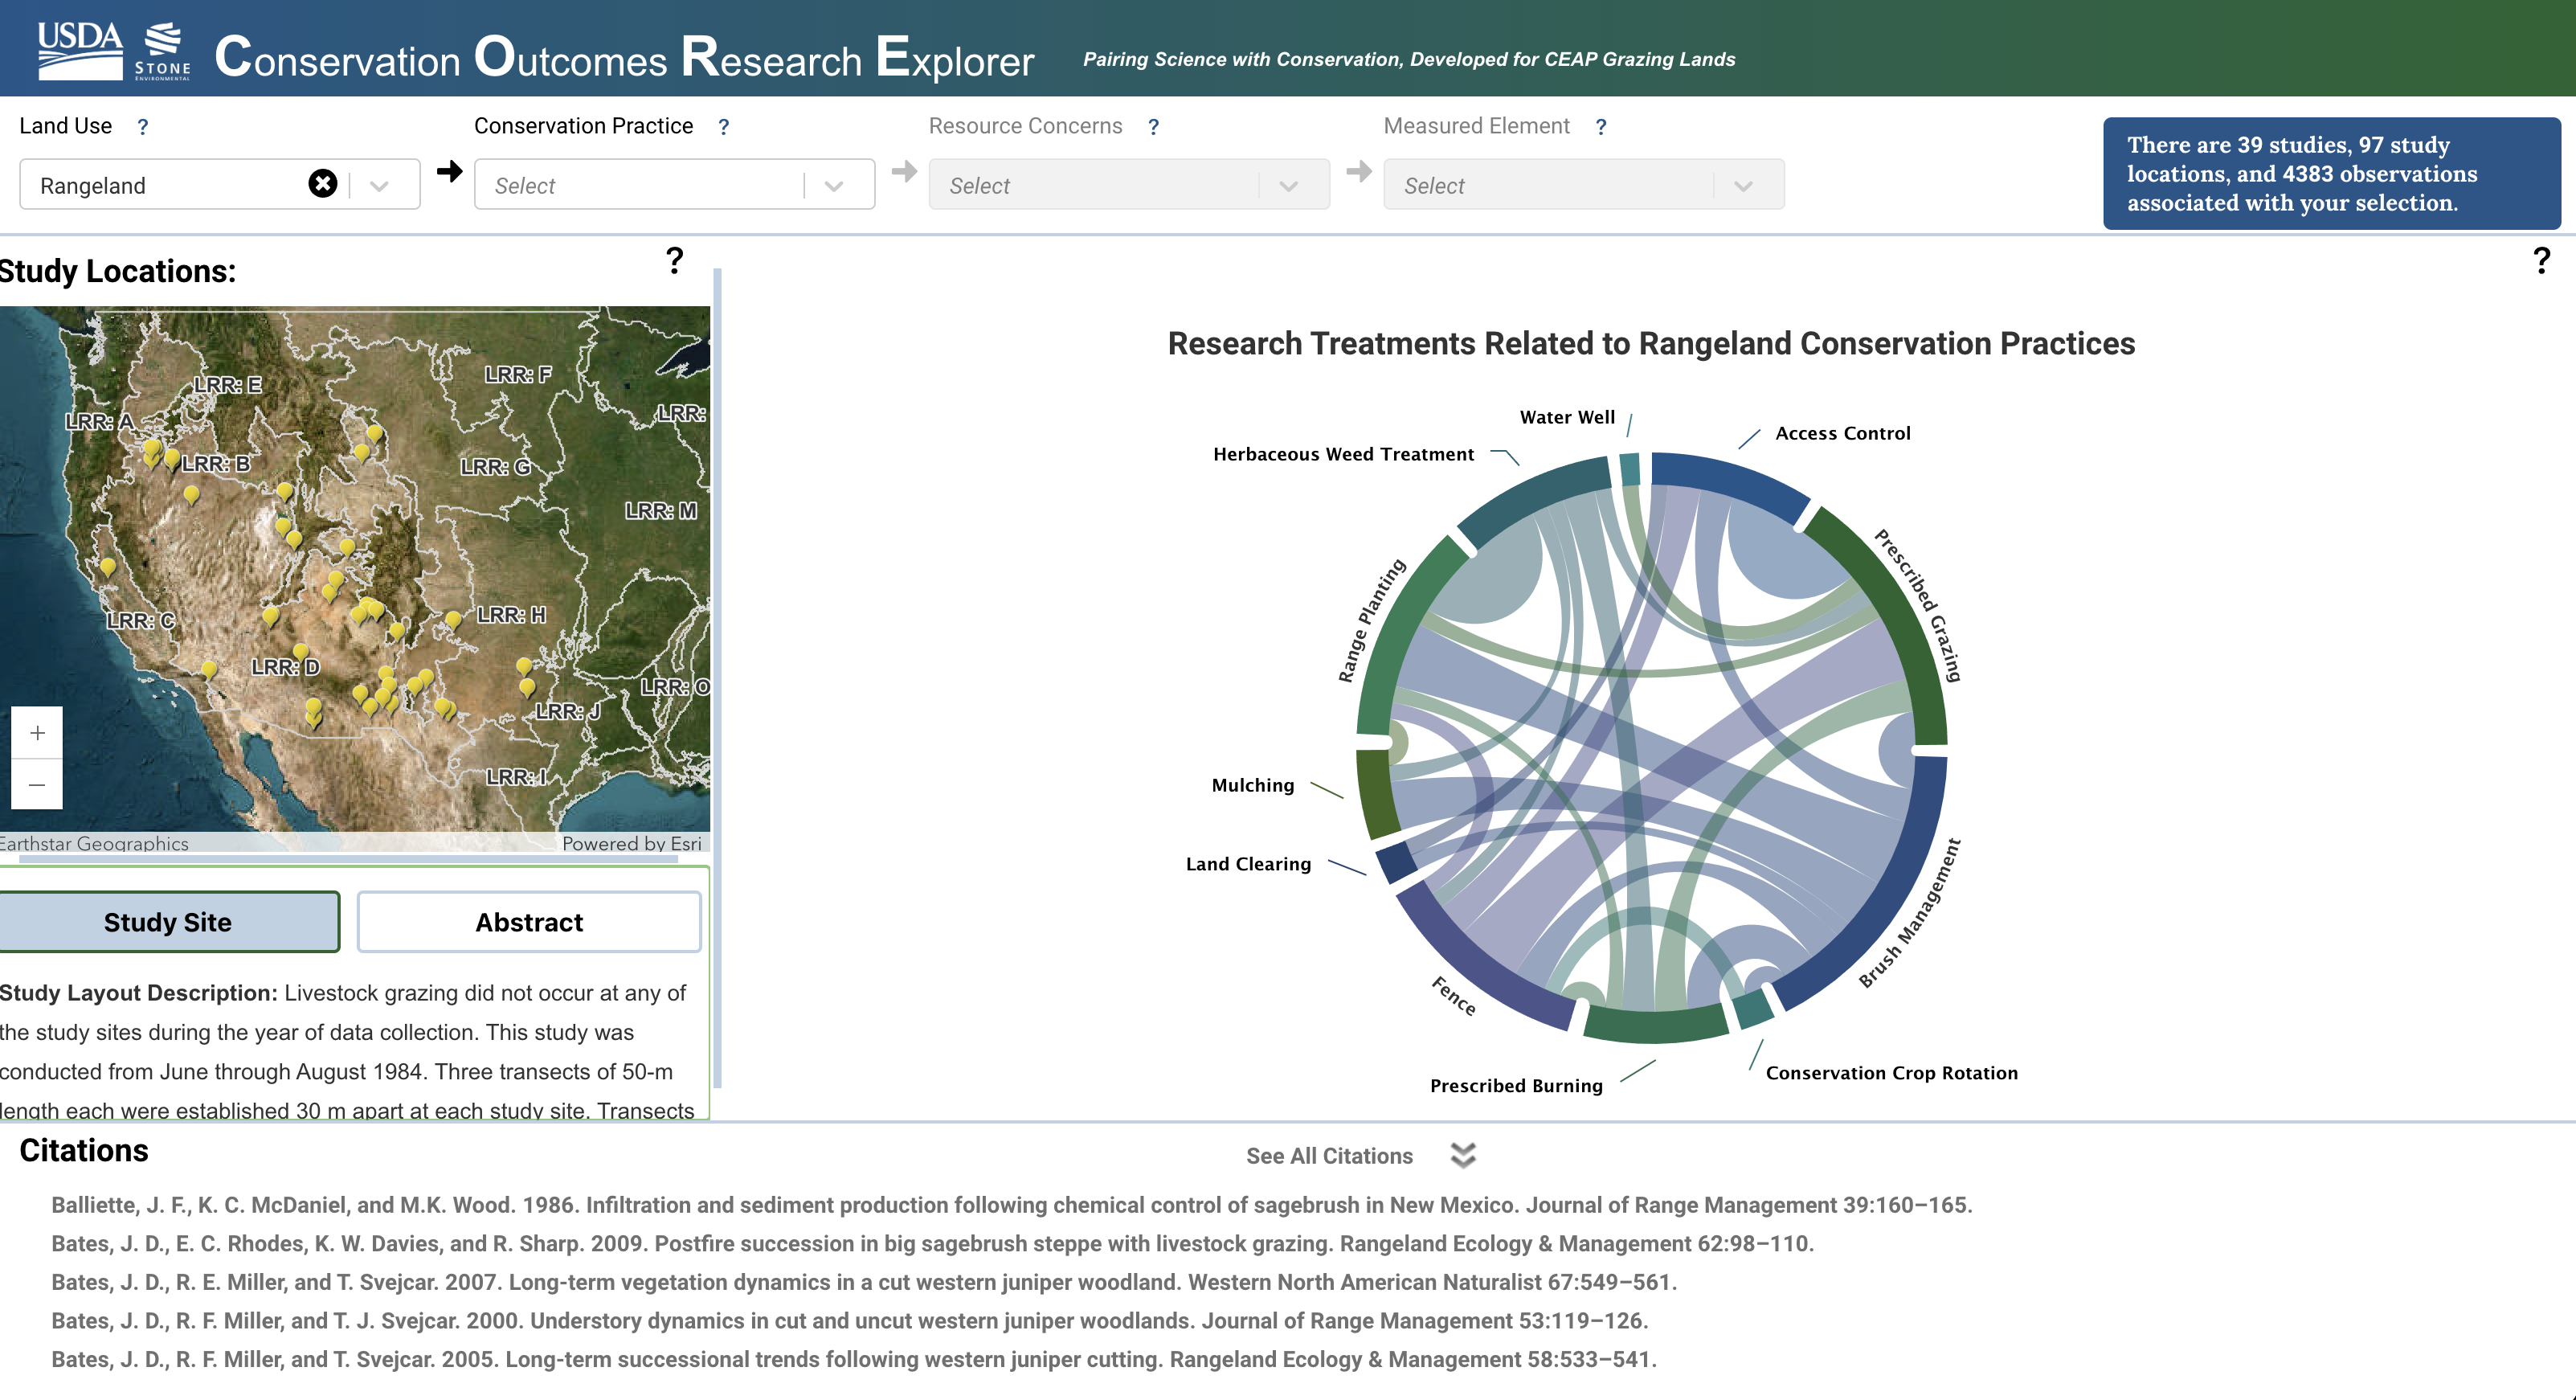 USDA
STONE
ENVIRONMENTAL
Conservation Outcomes Research Explorer
Pairing Science with Conservation, Developed for CEAP Grazing Lands
Land Use ?
Conservation Practice ?
Resource Concerns ?
Measured Element ?
Rangeland
Select
Select
Select
There are 39 studies, 97 study
locations, and 4383 observations
associated with your selection.
Study Locations:
?
?
LRR: E
LRR: F
LRR: A
LRR:
LRR: B
LRR: G
LRR: M
LRR: C
LRR: H
LRR: D
LRR: O
LRR: J
LRR: I
+
−
Earthstar Geographics
Powered by Esri
Study Site
Abstract
Study Layout Description: Livestock grazing did not occur at any of
the study sites during the year of data collection. This study was
conducted from June through August 1984. Three transects of 50-m
length each were established 30 m apart at each study site. Transects
Research Treatments Related to Rangeland Conservation Practices
Water Well
Access Control
Herbaceous Weed Treatment
Prescribed Grazing
Range Planting
Mulching
Land Clearing
Brush Management
Fence
Prescribed Burning
Conservation Crop Rotation
Citations
See All Citations
Balliette, J. F., K. C. McDaniel, and M.K. Wood. 1986. Infiltration and sediment production following chemical control of sagebrush in New Mexico. Journal of Range Management 39:160–165.
Bates, J. D., E. C. Rhodes, K. W. Davies, and R. Sharp. 2009. Postfire succession in big sagebrush steppe with livestock grazing. Rangeland Ecology & Management 62:98–110.
Bates, J. D., R. E. Miller, and T. Svejcar. 2007. Long-term vegetation dynamics in a cut western juniper woodland. Western North American Naturalist 67:549–561.
Bates, J. D., R. F. Miller, and T. J. Svejcar. 2000. Understory dynamics in cut and uncut western juniper woodlands. Journal of Range Management 53:119–126.
Bates, J. D., R. F. Miller, and T. Svejcar. 2005. Long-term successional trends following western juniper cutting. Rangeland Ecology & Management 58:533–541.